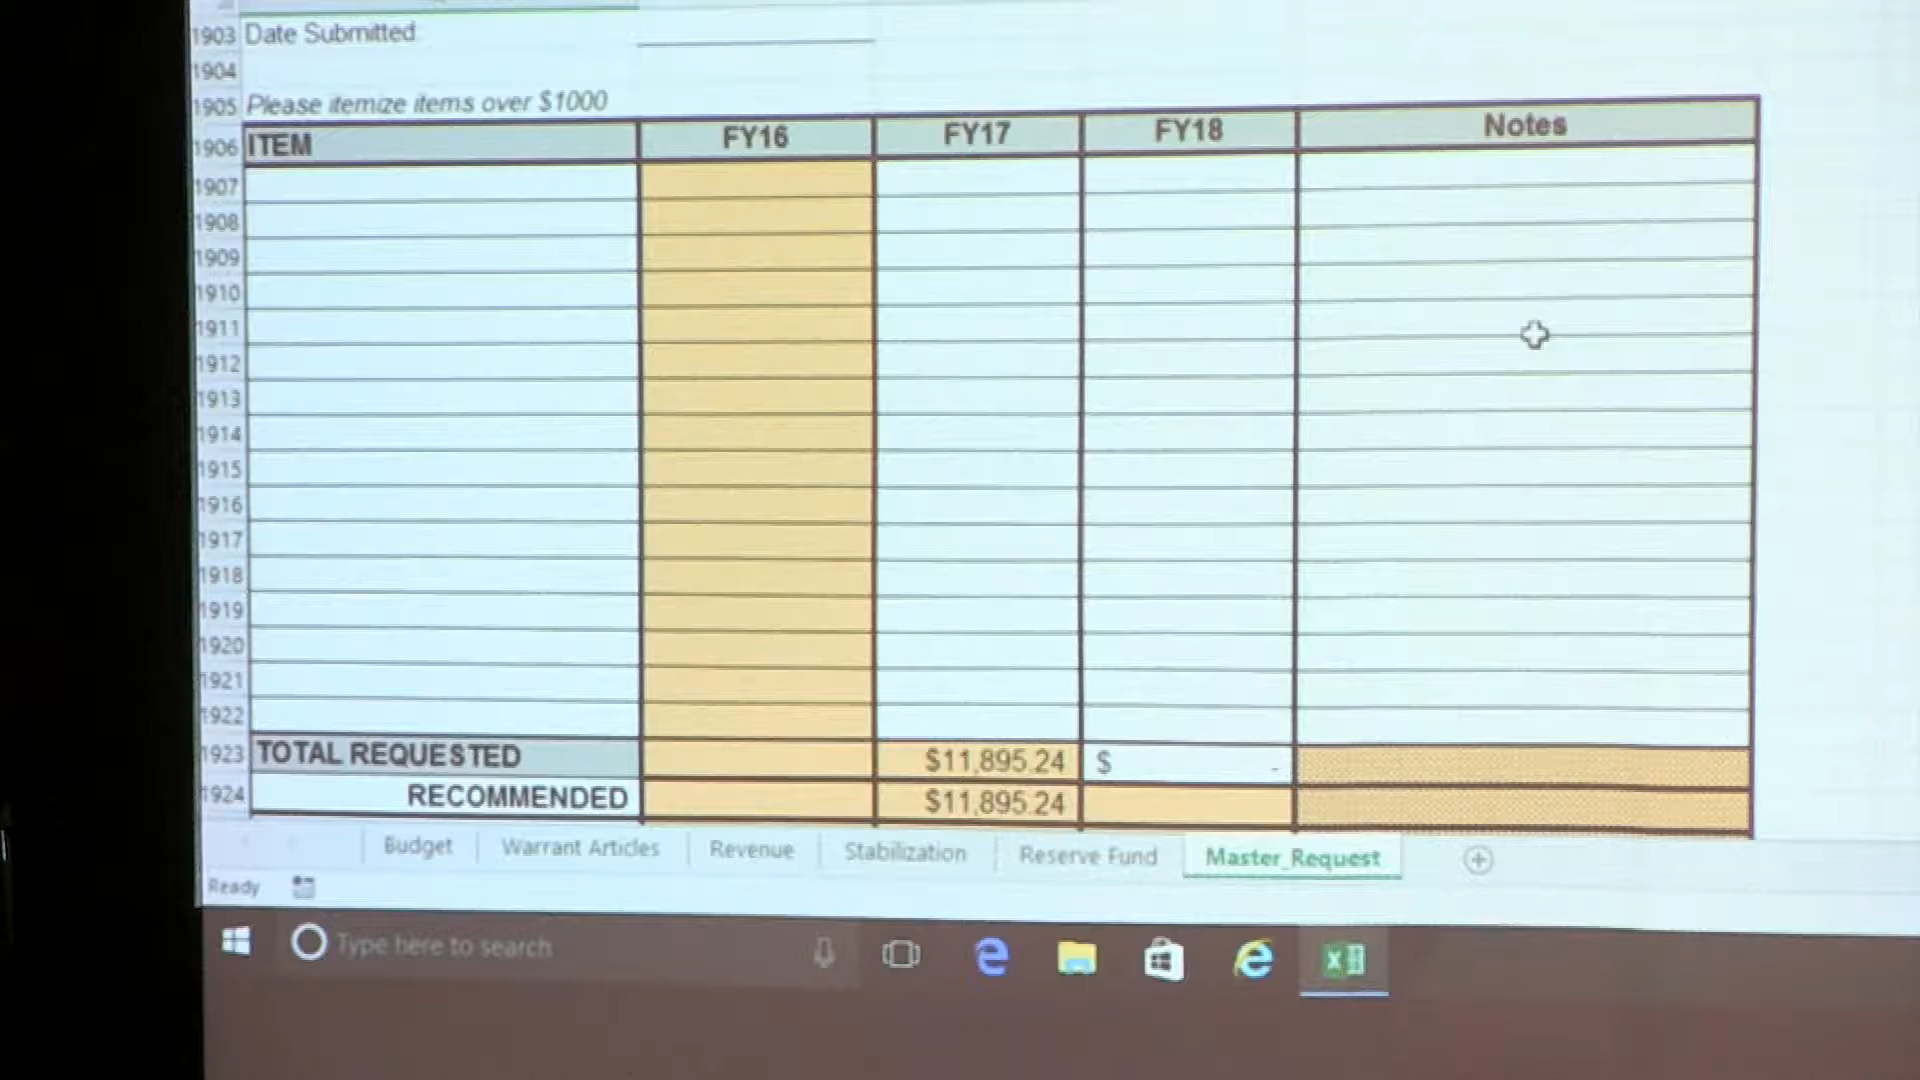 1903 Date Submitted
1904
1905 Please itemize items over $1000
1906 ITEM FY16 FY17 FY18 Notes
1907
1908
1909
1910
1911
1912
1913
1914
1915
1916
1917
1918
1919
1920
1921
1922
1923 TOTAL REQUESTED $11,895.24 $ -
1924 RECOMMENDED $11,895.24
Budget Warrant Articles Revenue Stabilization Reserve Fund Master_Request
Ready
Type here to search